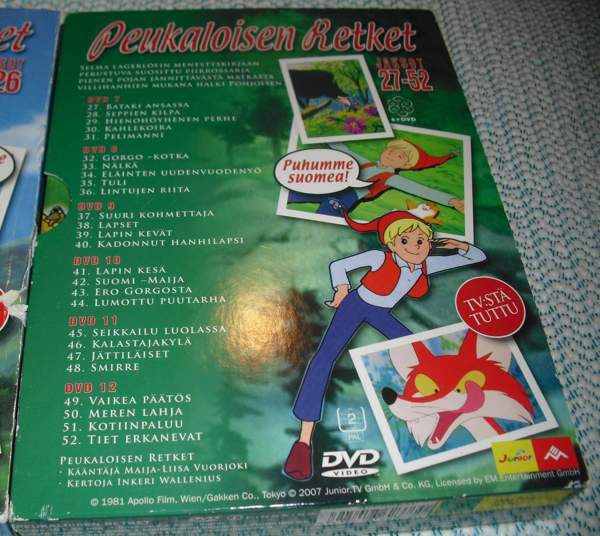 Peukaloisen Retket
JAKSOT
27-52
Selma Lagerlöfin menestyskirjaan
perustuva suosittu piirrossarja
pienen pojan jännittävästä matkasta
villihanhien mukana halki Pohjoisen
DVD 7
27. Bataki ansassa
28. Seppien kilpa
29. Hienohöyhenen perhe
30. Kahlekoira
31. Pelimanni
DVD 8
32. Gorgo -kotka
33. Nälkä
34. Eläinten uudenvuodenyö
35. Tuli
36. Lintujen riita
DVD 9
37. Suuri kohmettaja
38. Lapset
39. Lapin kevät
40. Kadonnut hanhilapsi
DVD 10
41. Lapin kesä
42. Suomi -Maija
43. Ero Gorgosta
44. Lumottu puutarha
DVD 11
45. Seikkailu luolassa
46. Kalastajakylä
47. Jättiläiset
48. Smirre
DVD 12
49. Vaikea päätös
50. Meren lahja
51. Kotiinpaluu
52. Tiet erkanevat
Peukaloisen Retket
· Kääntäjä Maija-Liisa Vuorjoki
· Kertoja Inkeri Wallenius
6xDVD
Puhumme
suomea!
TV:STÄ
TUTTU
2
PAL
DVD
VIDEO
Junior
© 1981 Apollo Film, Wien/Gakken Co., Tokyo © 2007 Junior.TV GmbH & Co. KG, Licensed by EM.Entertainment GmbH
PEUKALOISEN RETKET
ket
26